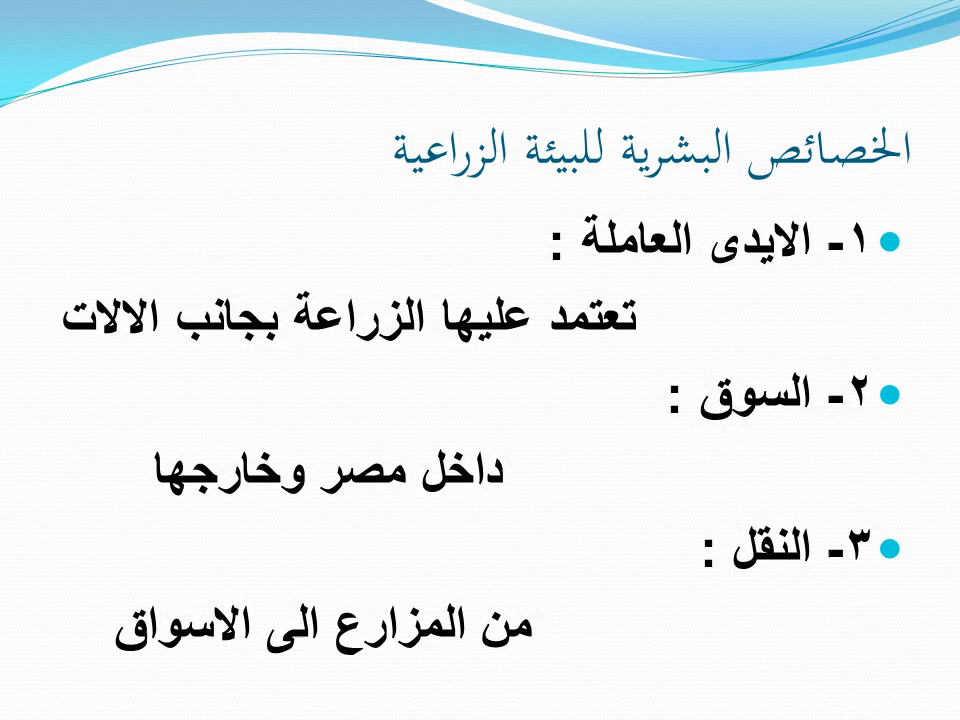 الخصائص البشرية للبيئة الزراعية
١- الايدى العاملة :
تعتمد عليها الزراعة بجانب الالات
٢- السوق :
داخل مصر وخارجها
٣- النقل :
من المزارع الى الاسواق